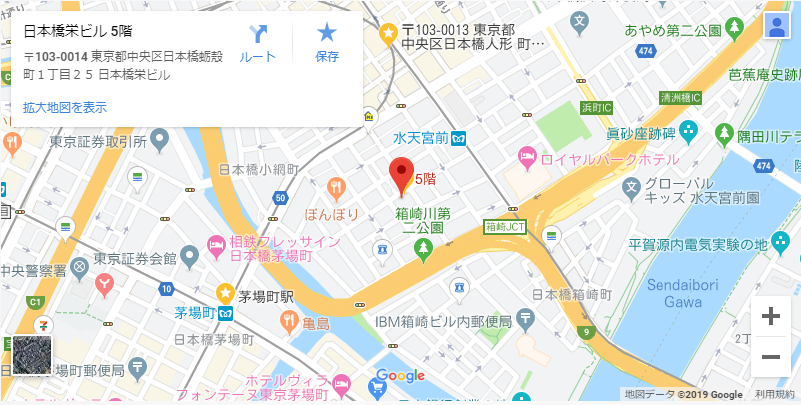 日本橋栄ビル 5階
〒103-0014 東京都中央区日本橋蛎殻
町１丁目２５ 日本橋栄ビル
ルート
保存
拡大地図を表示
〒103-0013 東京都
中央区日本橋人形 町…
あやめ第二公園
474
芭蕉庵史跡
清洲橋IC
浜町IC
眞砂座跡碑
隅田川テラ
水天宮前
東京証券取引所
日本橋小網町
ロイヤルパークホテル
474
5階
50
ぽんぽり
グローバル
キッズ 水天宮前園
箱崎川第
二公園
箱崎JCT
相鉄フレッサイン
日本橋茅場町
平賀源内電気実験の地
東京証券会館
中央警察署
Sendaibori
Gawa
茅場町駅
日本橋箱崎町
C1
茅場町
亀島
IBM箱崎ビル内郵便局
9
日本橋茅場町
2丁
茅場町郵便局
ホテルヴィラ
フォンテーヌ東京茅場町
Google
地図データ ©2019 Google
利用規約